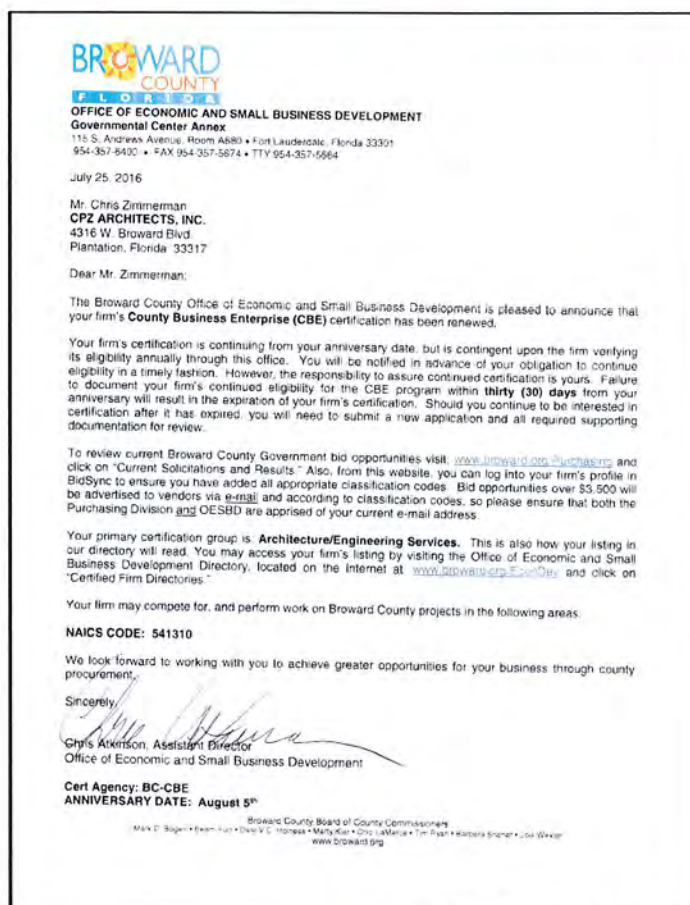 BROWARD
COUNTY
FLORIDA
OFFICE OF ECONOMIC AND SMALL BUSINESS DEVELOPMENT
Governmental Center Annex
115 S. Andrews Avenue, Room A680 • Fort Lauderdale, Florida 33301
954-357-6400 • FAX 954-357-5674 • TTY 954-357-5664
July 25, 2016
Mr. Chris Zimmerman
CPZ ARCHITECTS, INC.
4316 W. Broward Blvd.
Plantation, Florida 33317
Dear Mr. Zimmerman:
The Broward County Office of Economic and Small Business Development is pleased to announce that
your firm's County Business Enterprise (CBE) certification has been renewed.
Your firm's certification is continuing from your anniversary date, but is contingent upon the firm verifying
its eligibility annually through this office. You will be notified in advance of your obligation to continue
eligibility in a timely fashion. However, the responsibility to assure continued certification is yours. Failure
to document your firm's continued eligibility for the CBE program within thirty (30) days from your
anniversary will result in the expiration of your firm's certification. Should you continue to be interested in
certification after it has expired, you will need to submit a new application and all required supporting
documentation for review.
To review current Broward County Government bid opportunities visit: www.broward.org/Purchasing and
click on "Current Solicitations and Results." Also, from this website, you can log into your firm's profile in
BidSync to ensure you have added all appropriate classification codes. Bid opportunities over $3,500 will
be advertised to vendors via e-mail and according to classification codes, so please ensure that both the
Purchasing Division and OESBD are apprised of your current e-mail address.
Your primary certification group is: Architecture/Engineering Services. This is also how your listing in
our directory will read. You may access your firm's listing by visiting the Office of Economic and Small
Business Development Directory, located on the internet at www.broward.org/EconDev and click on
"Certified Firm Directories."
Your firm may compete for, and perform work on Broward County projects in the following areas:
NAICS CODE: 541310
We look forward to working with you to achieve greater opportunities for your business through county
procurement.
Sincerely,
Chris Atkinson, Assistant Director
Office of Economic and Small Business Development
Cert Agency: BC-CBE
ANNIVERSARY DATE: August 5th
Broward County Board of County Commissioners
Mark D. Bogen • Beam Furr • Dale V.C. Holness • Marty Kiar • Chip LaMarca • Tim Ryan • Barbara Sharief • Lois Wexler
www.broward.org